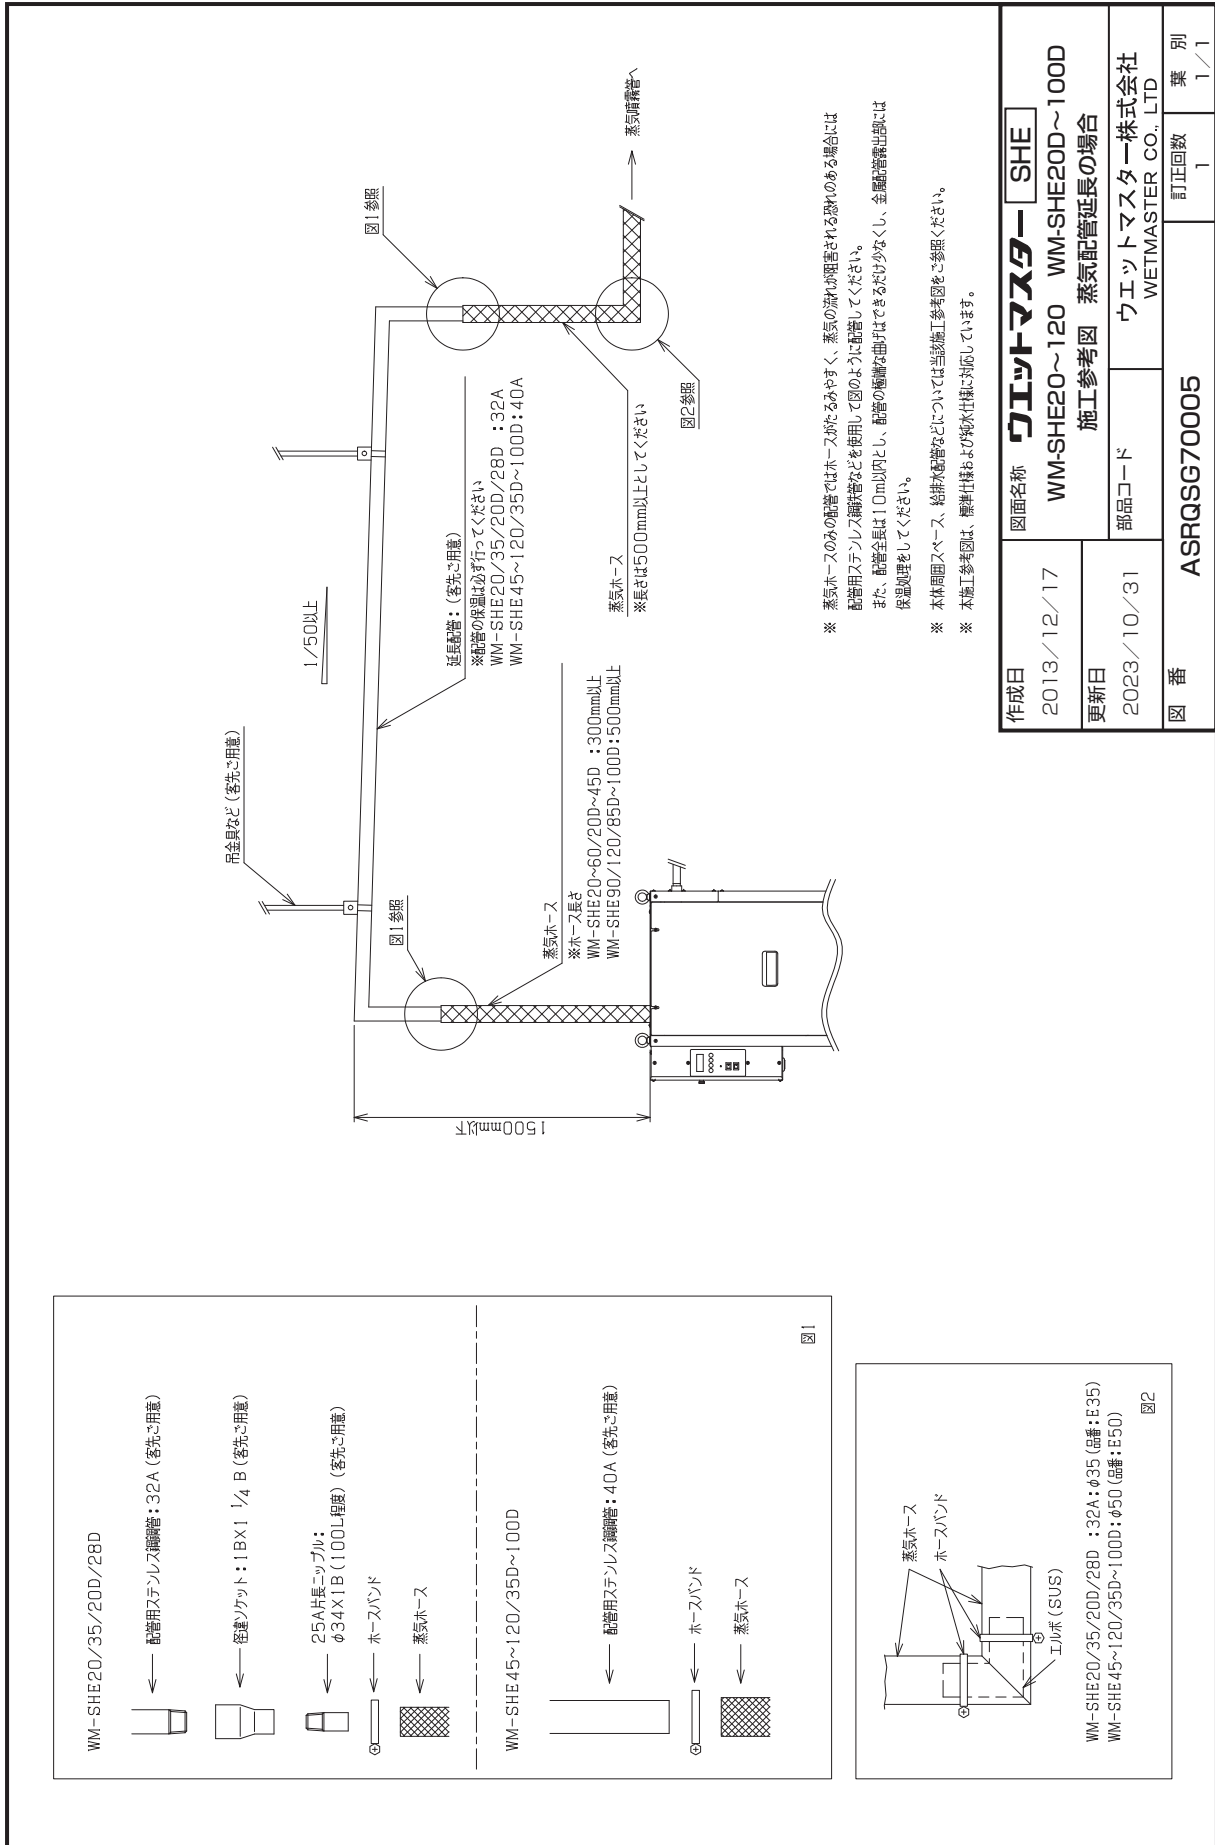 WM-SHE20/35/20D/28D
配管用ステンレス鋼鋼管：32A（客先ご用意）
径違ソケット：1BX1 1/4 B（客先ご用意）
25A片長ニップル：
φ34X1B（100L程度）（客先ご用意）
ホースバンド
蒸気ホース
WM-SHE45~120/35D~100D
配管用ステンレス鋼鋼管：40A（客先ご用意）
ホースバンド
蒸気ホース
図1
蒸気ホース
ホースバンド
エルボ（SUS）
WM-SHE20/35/20D/28D ：32A：φ35（品番：E35）
WM-SHE45~120/35D~100D：φ50（品番：E50）
図2
吊金具など（客先ご用意）
1/50以上
図1参照
図1参照
1500mm以下
延長配管：（客先ご用意）
※配管の保温は必ず行ってください
WM-SHE20/35/20D/28D ：32A
WM-SHE45~120/35D~100D：40A
蒸気ホース
※ホース長さ
WM-SHE20~60/20D~45D ：300mm以上
WM-SHE90/120/85D~100D：500mm以上
蒸気ホース
※長さは500mm以上としてください
図2参照
蒸気噴霧管へ
※ 蒸気ホースのみの配管ではホースがたるみやすく、蒸気の流れが阻害される恐れのある場合には
配管用ステンレス鋼鋼管などを使用して図のように配管してください。
また、配管全長は10m以内とし、配管の極端な曲げはできるだけ少なくし、金属配管露出部には
保温処理をしてください。
※ 本体周囲スペース、給排水配管などについては当該施工参考図をご参照ください。
※ 本施工参考図は、標準仕様および純水仕様に対応しています。
作成日
2013/12/17
更新日
2023/10/31
図面名称 ウエットマスター SHE
WM-SHE20～120 WM-SHE20D～100D
施工参考図 蒸気配管延長の場合
部品コード
ウエットマスター株式会社
WETMASTER CO., LTD
図 番
ASRQSG70005
訂正回数
1
葉 別
1/1